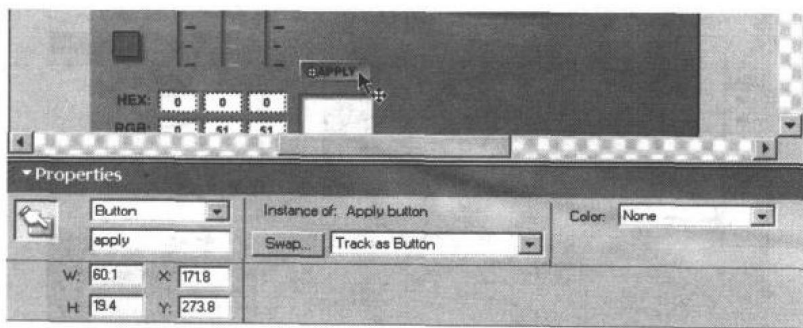 APPLY
HEX: 0 0 0
RGB: 0 51 51
Properties
Button Instance of: Apply button Color: None
apply Swap... Track as Button
W: 60.1 X: 171.8
H: 19.4 Y: 273.8